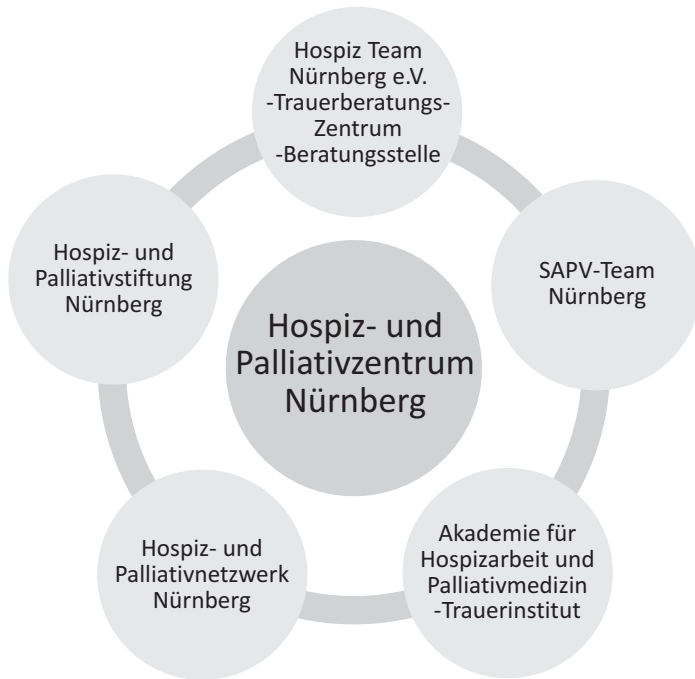 Hospiz Team
Nürnberg e.V.
-Trauerberatungs-
Zentrum
-Beratungsstelle
Hospiz- und
Palliativstiftung
Nürnberg
SAPV-Team
Nürnberg
Hospiz- und
Palliativzentrum
Nürnberg
Hospiz- und
Palliativnetzwerk
Nürnberg
Akademie für
Hospizarbeit und
Palliativmedizin
-Trauerinstitut